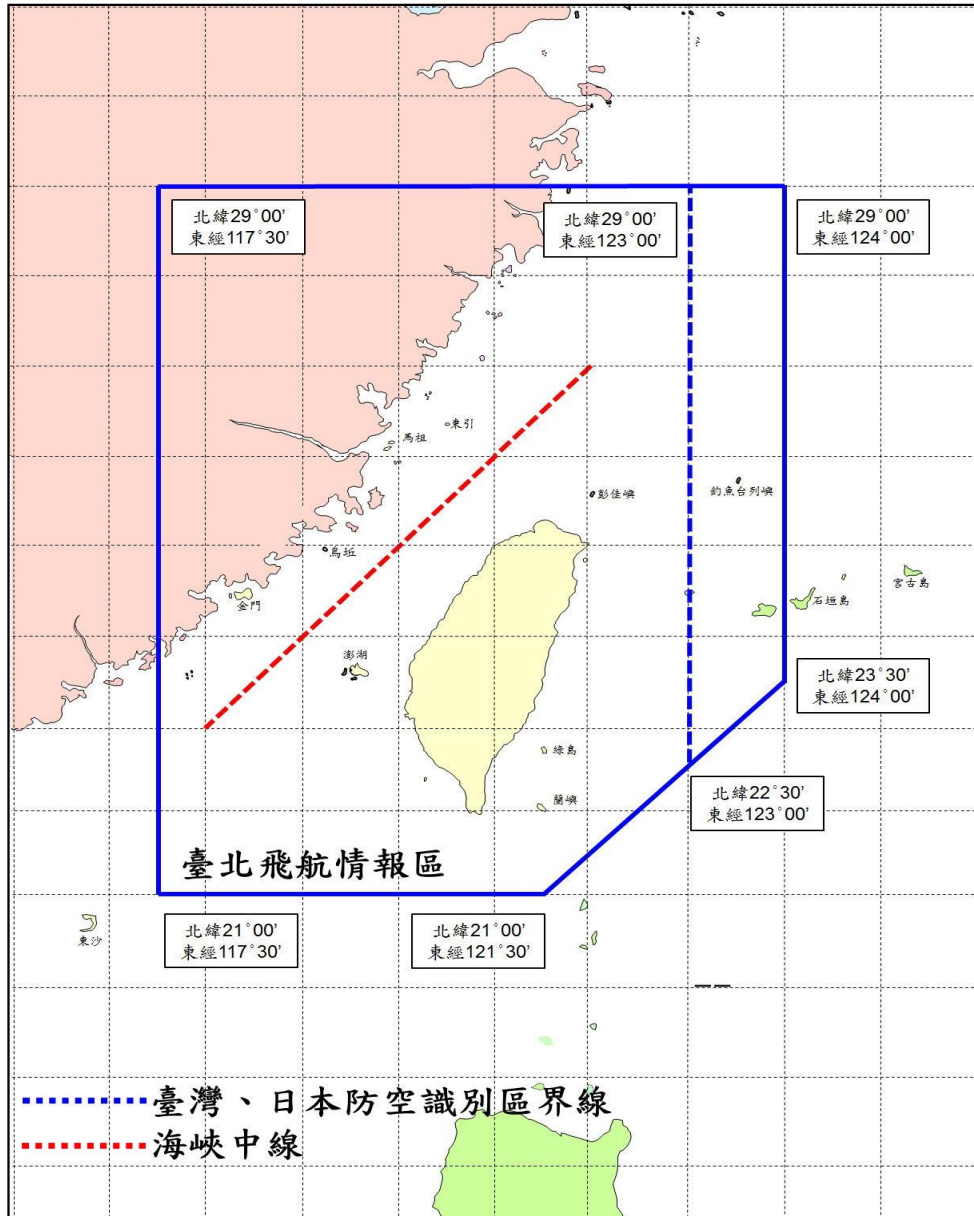 北緯29°00'
東經117°30'
北緯29°00'
東經123°00'
北緯29°00'
東經124°00'
東引
馬祖
彭佳嶼
釣魚台列嶼
烏坵
宮古島
石垣島
金門
澎湖
北緯23°30'
東經124°00'
綠島
蘭嶼
北緯22°30'
東經123°00'
臺北飛航情報區
北緯21°00'
東經117°30'
北緯21°00'
東經121°30'
東沙
臺灣、日本防空識別區界線
海峽中線